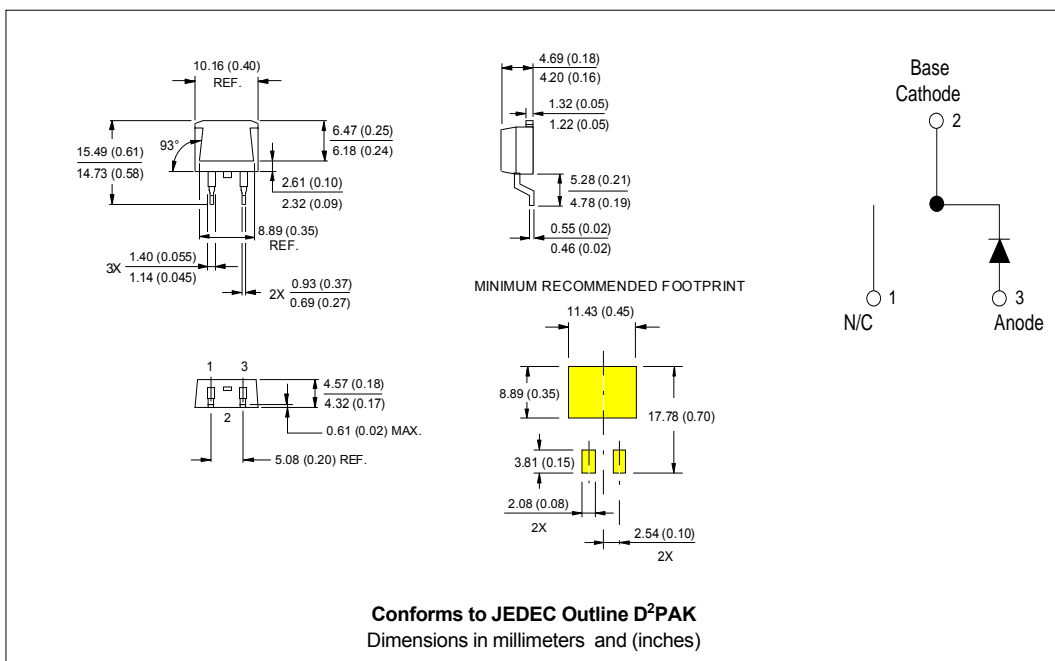 10.16 (0.40)
REF.
15.49 (0.61)
14.73 (0.58)
93°
6.47 (0.25)
6.18 (0.24)
2.61 (0.10)
2.32 (0.09)
8.89 (0.35)
REF.
3X
1.40 (0.055)
1.14 (0.045)
2X
0.93 (0.37)
0.69 (0.27)
1 3
2
4.57 (0.18)
4.32 (0.17)
0.61 (0.02) MAX.
5.08 (0.20) REF.
4.69 (0.18)
4.20 (0.16)
1.32 (0.05)
1.22 (0.05)
5.28 (0.21)
4.78 (0.19)
0.55 (0.02)
0.46 (0.02)
MINIMUM RECOMMENDED FOOTPRINT
11.43 (0.45)
8.89 (0.35)
17.78 (0.70)
3.81 (0.15)
2.08 (0.08)
2X
2.54 (0.10)
2X
Base
Cathode
2
1
N/C
3
Anode
Conforms to JEDEC Outline D²PAK
Dimensions in millimeters and (inches)